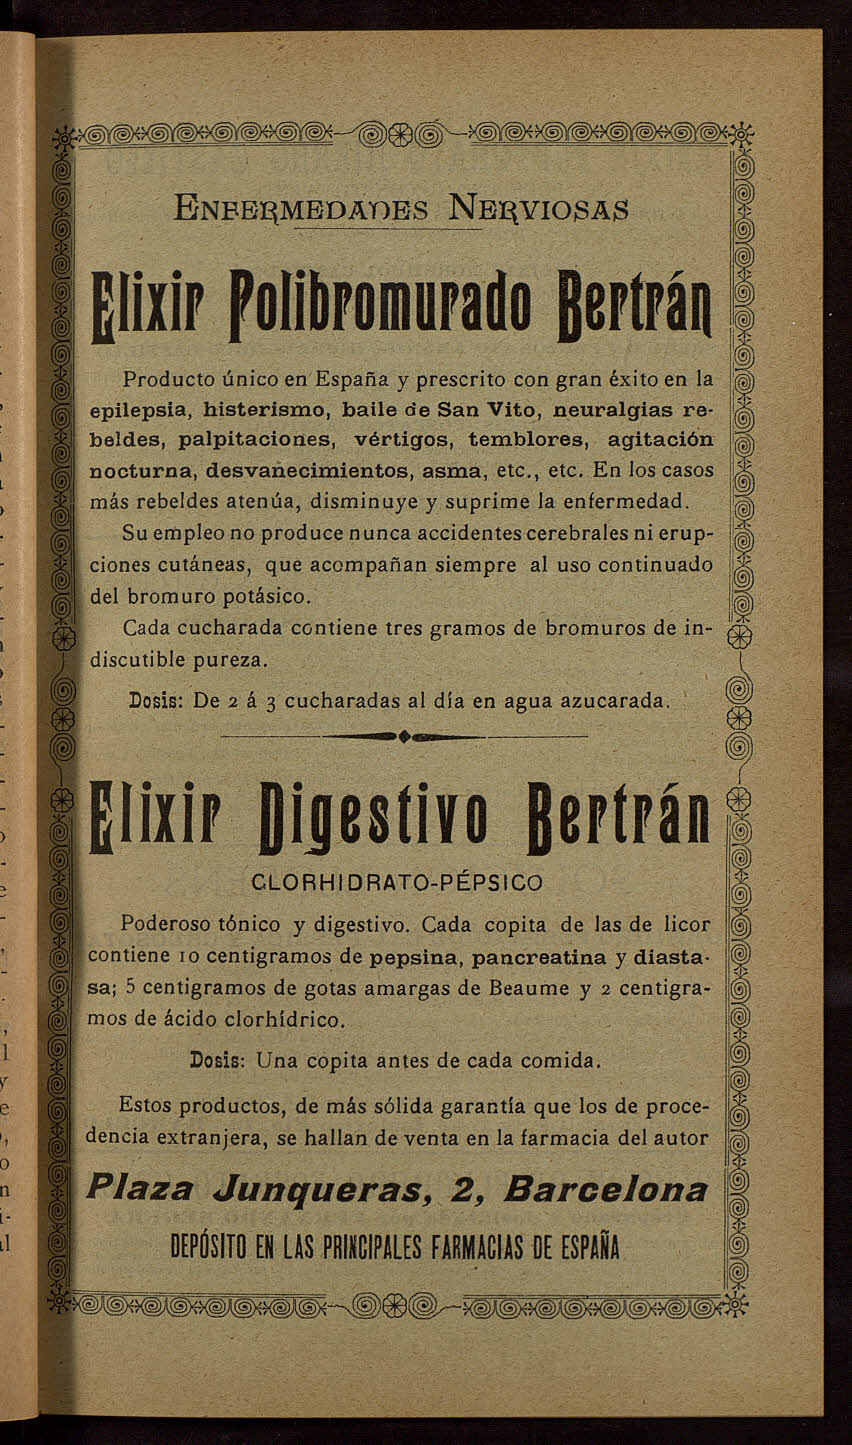 Enfermedades Nerviosas
Elixir Polibromurado Bertrán
Producto único en España y prescrito con gran éxito en la
epilepsia, histerismo, baile de San Vito, neuralgias re-
beldes, palpitaciones, vértigos, temblores, agitación
nocturna, desvanecimientos, asma, etc., etc. En los casos
más rebeldes atenúa, disminuye y suprime la enfermedad.
Su empleo no produce nunca accidentes cerebrales ni erup-
ciones cutáneas, que acompañan siempre al uso continuado
del bromuro potásico.
Cada cucharada contiene tres gramos de bromuros de in-
discutible pureza.
Dosis: De 2 á 3 cucharadas al día en agua azucarada.
Elixir Digestivo Bertrán
CLORHIDRATO-PÉPSICO
Poderoso tónico y digestivo. Cada copita de las de licor
contiene 10 centigramos de pepsina, pancreatina y diasta-
sa; 5 centigramos de gotas amargas de Beaume y 2 centigra-
mos de ácido clorhídrico.
Dosis: Una copita antes de cada comida.
Estos productos, de más sólida garantía que los de proce-
dencia extranjera, se hallan de venta en la farmacia del autor
Plaza Junqueras, 2, Barcelona
DEPÓSITO EN LAS PRINCIPALES FARMACIAS DE ESPAÑA